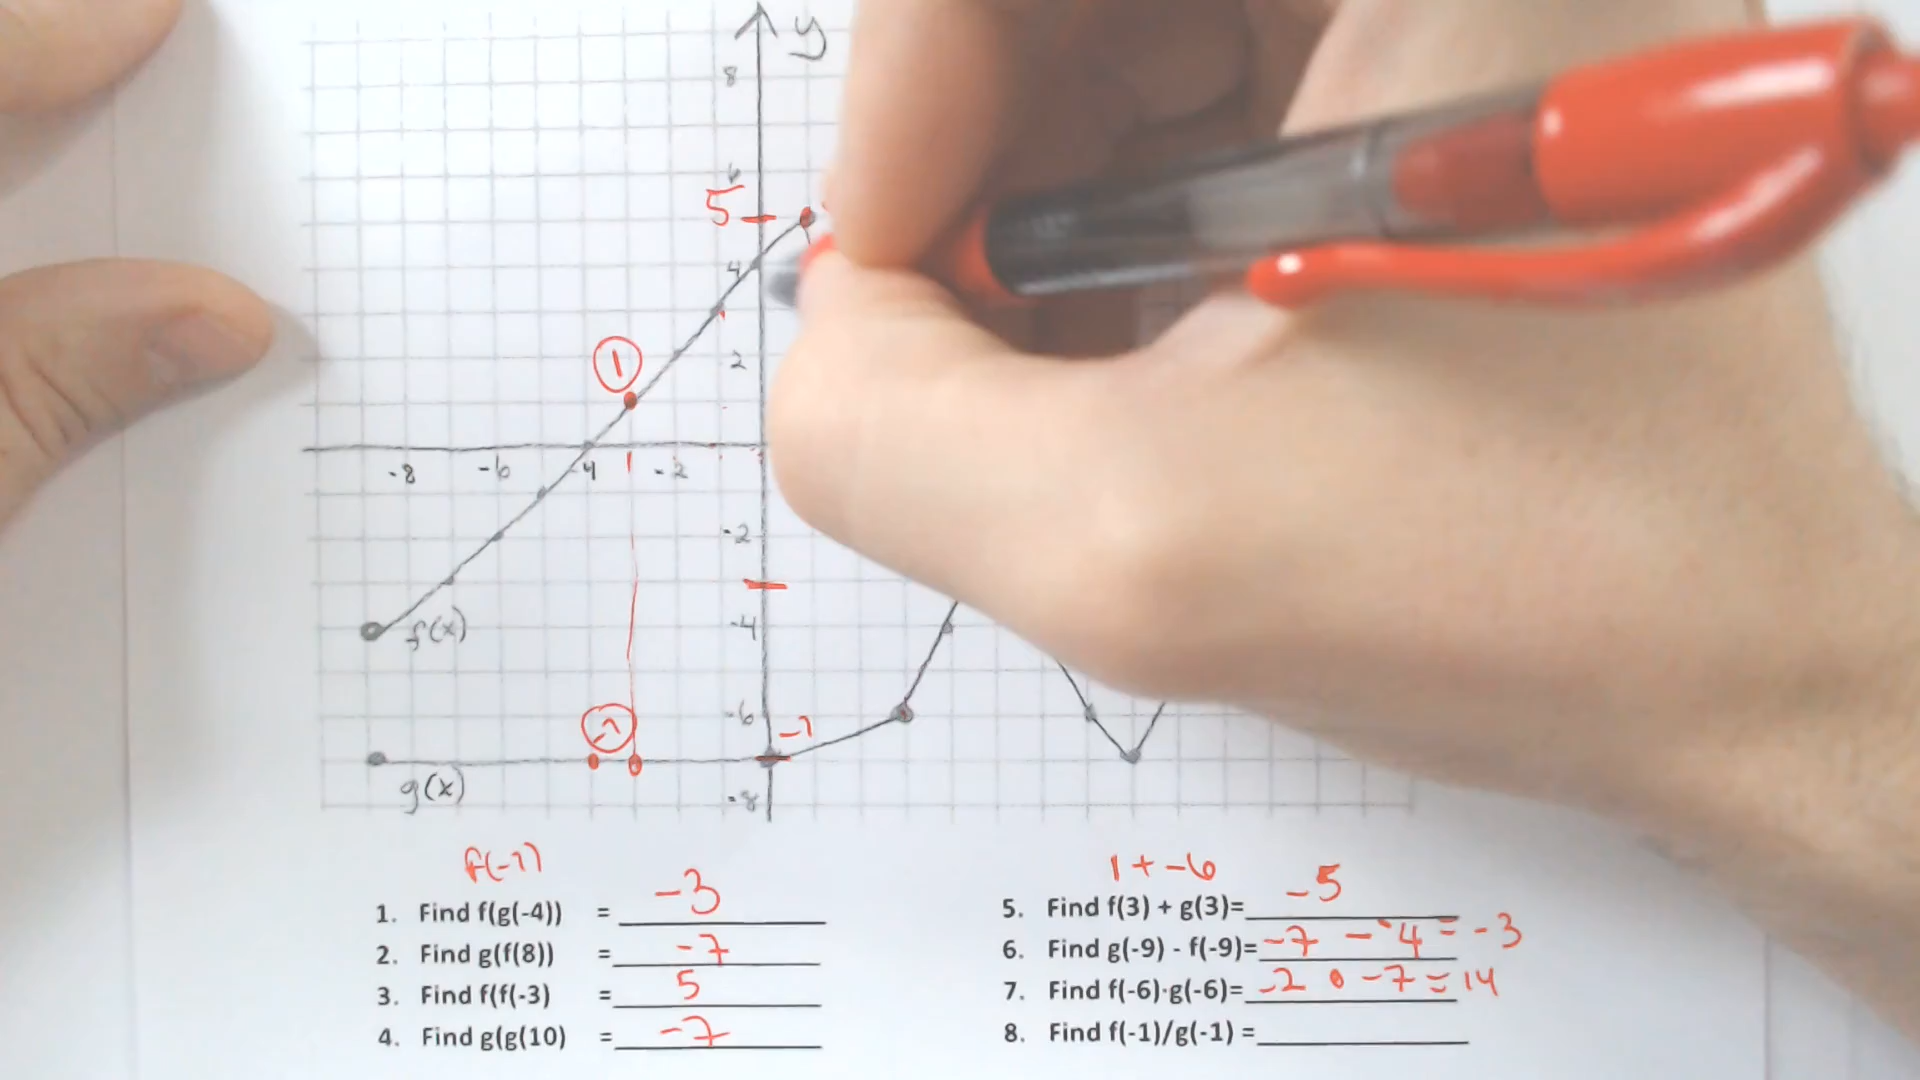 y
8
6
5
4
1
2
-8 -6 -4 -2
-2
f(x) -4
-7 -6 -7
g(x) -8
f(-7) 1 + -6
1. Find f(g(-4)) = -3
2. Find g(f(8)) = -7
3. Find f(f(-3) = 5
4. Find g(g(10) = -7
5. Find f(3) + g(3)= -5
6. Find g(-9) - f(-9)= -7 - -4 = -3
7. Find f(-6)·g(-6)= -2 • -7 = 14
8. Find f(-1)/g(-1) =